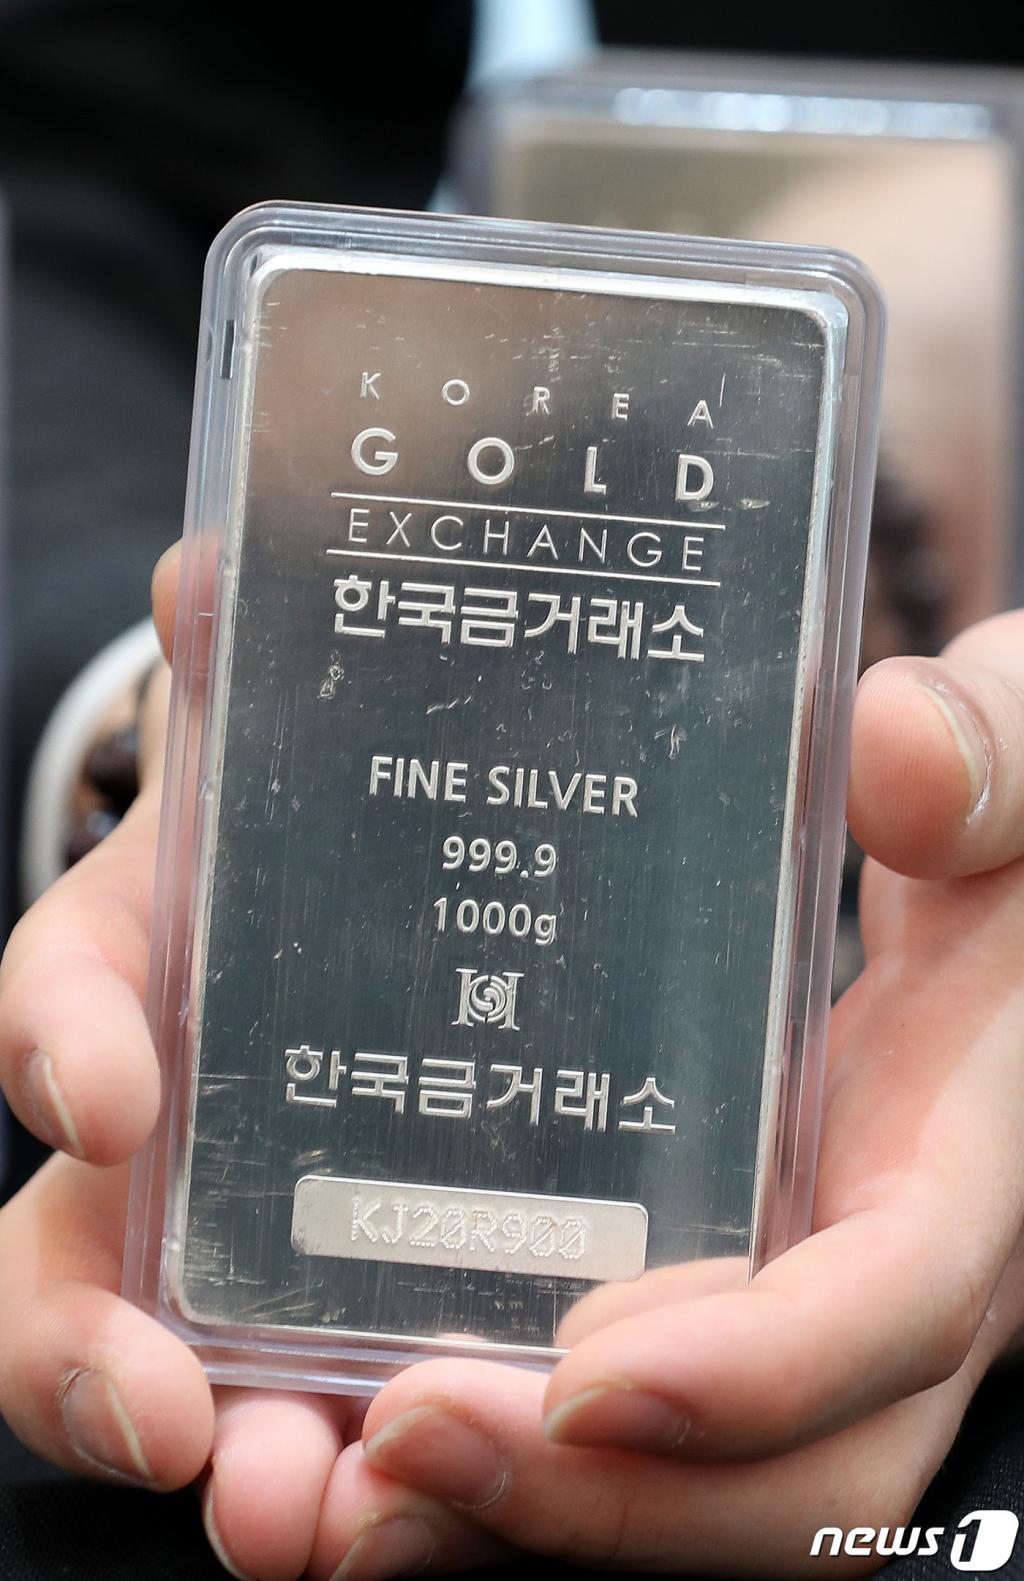 KOREA
GOLD
EXCHANGE
한국금거래소
FINE SILVER
999.9
1000g
한국금거래소
KJ20R900
news1